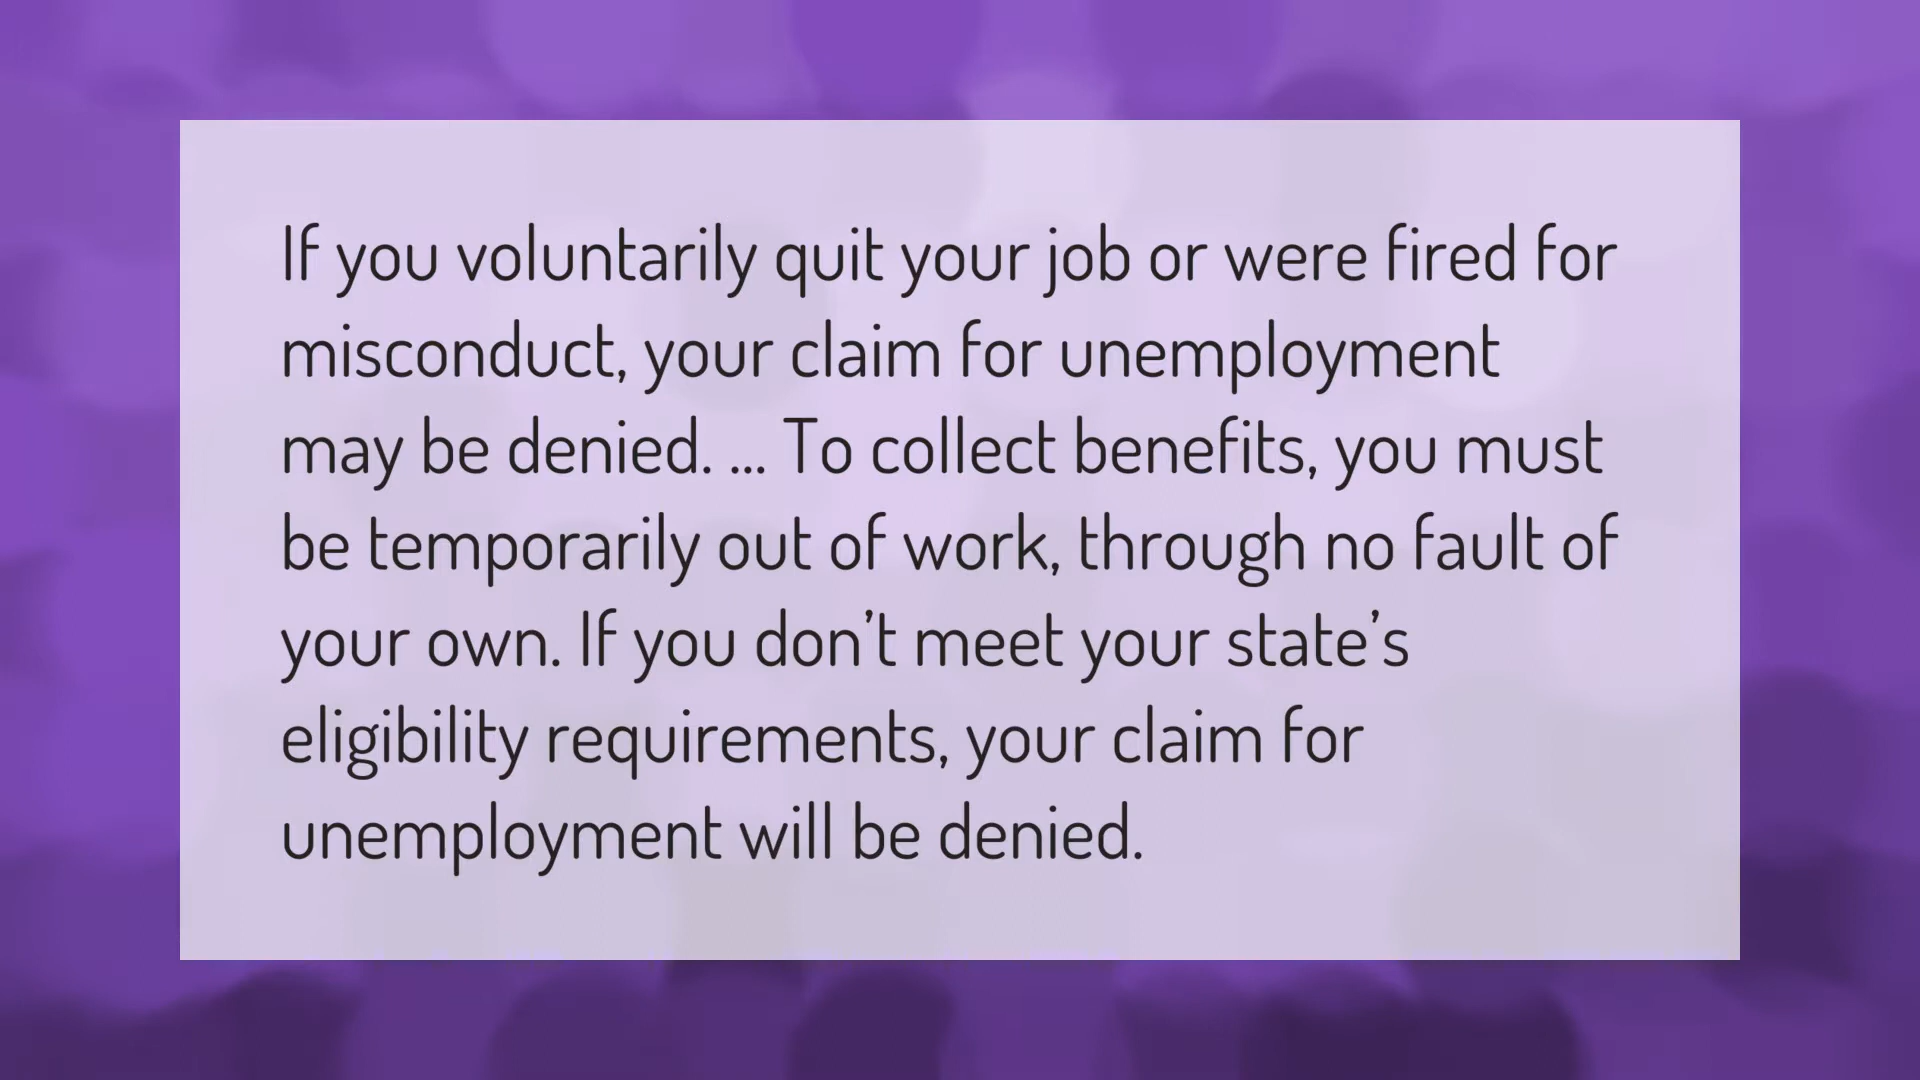 If you voluntarily quit your job or were fired for
misconduct, your claim for unemployment
may be denied. ... To collect benefits, you must
be temporarily out of work, through no fault of
your own. If you don’t meet your state’s
eligibility requirements, your claim for
unemployment will be denied.